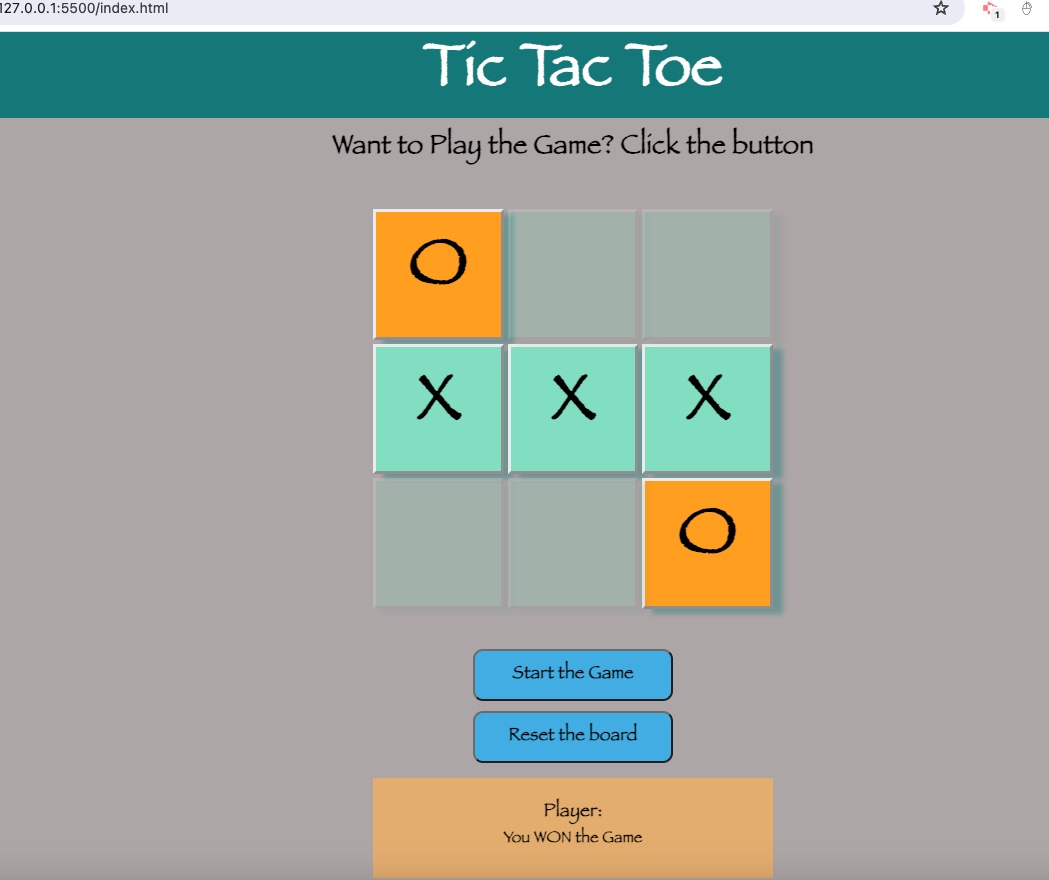 127.0.0.1:5500/index.html
1
Tic Tac Toe
Want to Play the Game? Click the button
O
X X X
O
Start the Game
Reset the board
Player:
You WON the Game